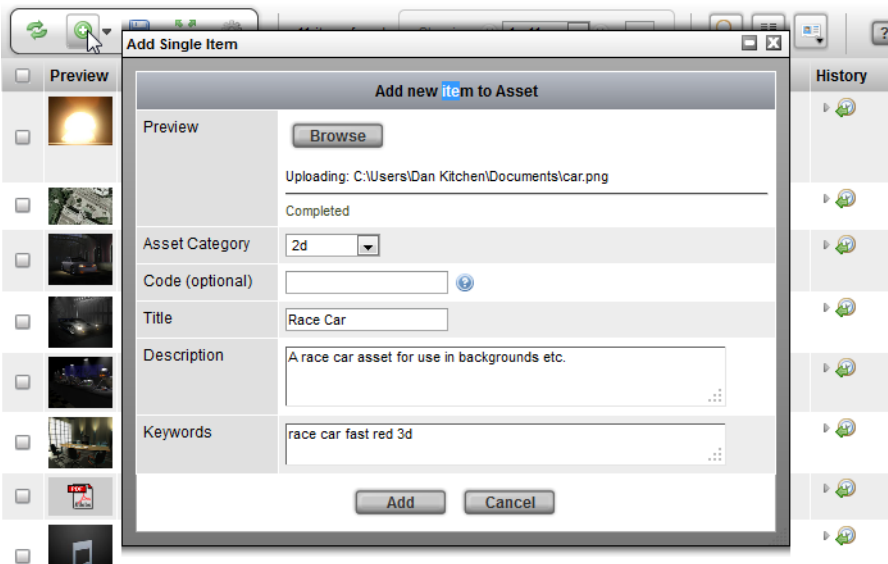 Add Single Item
Preview
History
Add new item to Asset
Preview
Browse
Uploading: C:\Users\Dan Kitchen\Documents\car.png
Completed
Asset Category
2d
Code (optional)
?
Title
Race Car
Description
A race car asset for use in backgrounds etc.
Keywords
race car fast red 3d
Add
Cancel
PDF
?